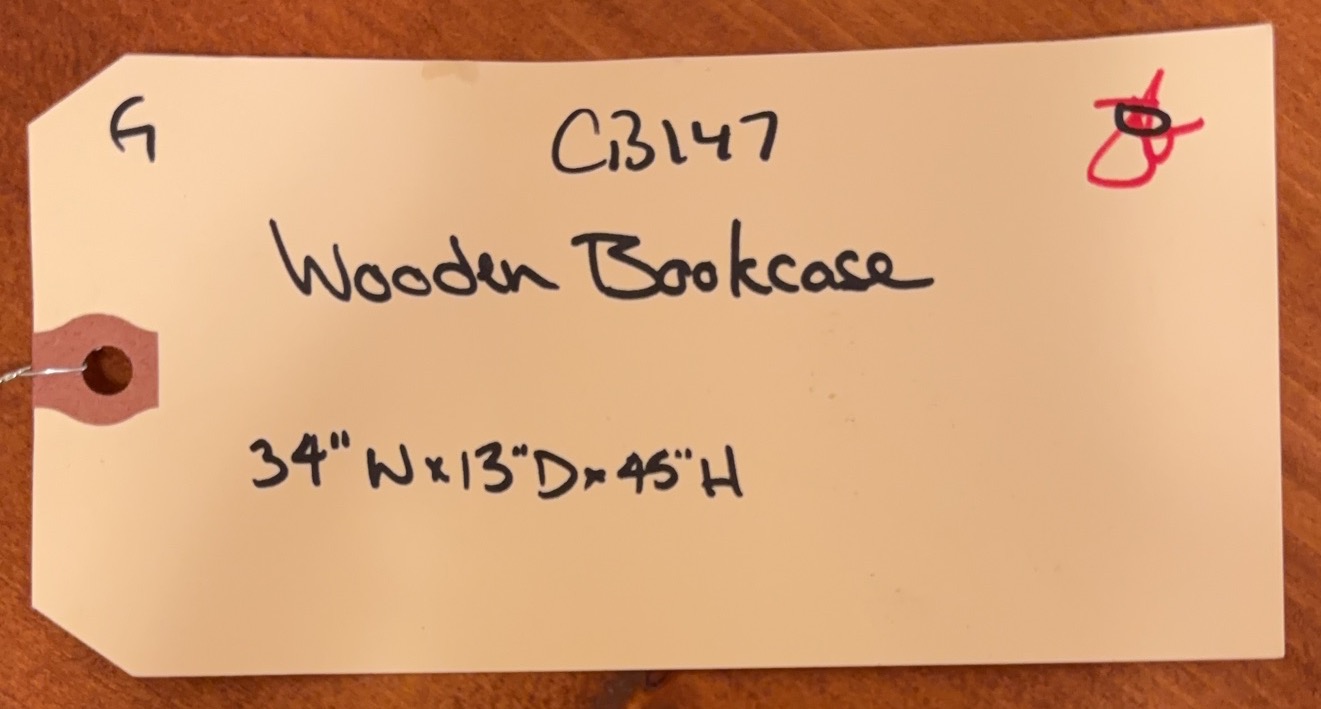 G
CB147
Wooden Bookcase
34" W x 13" D x 45" H